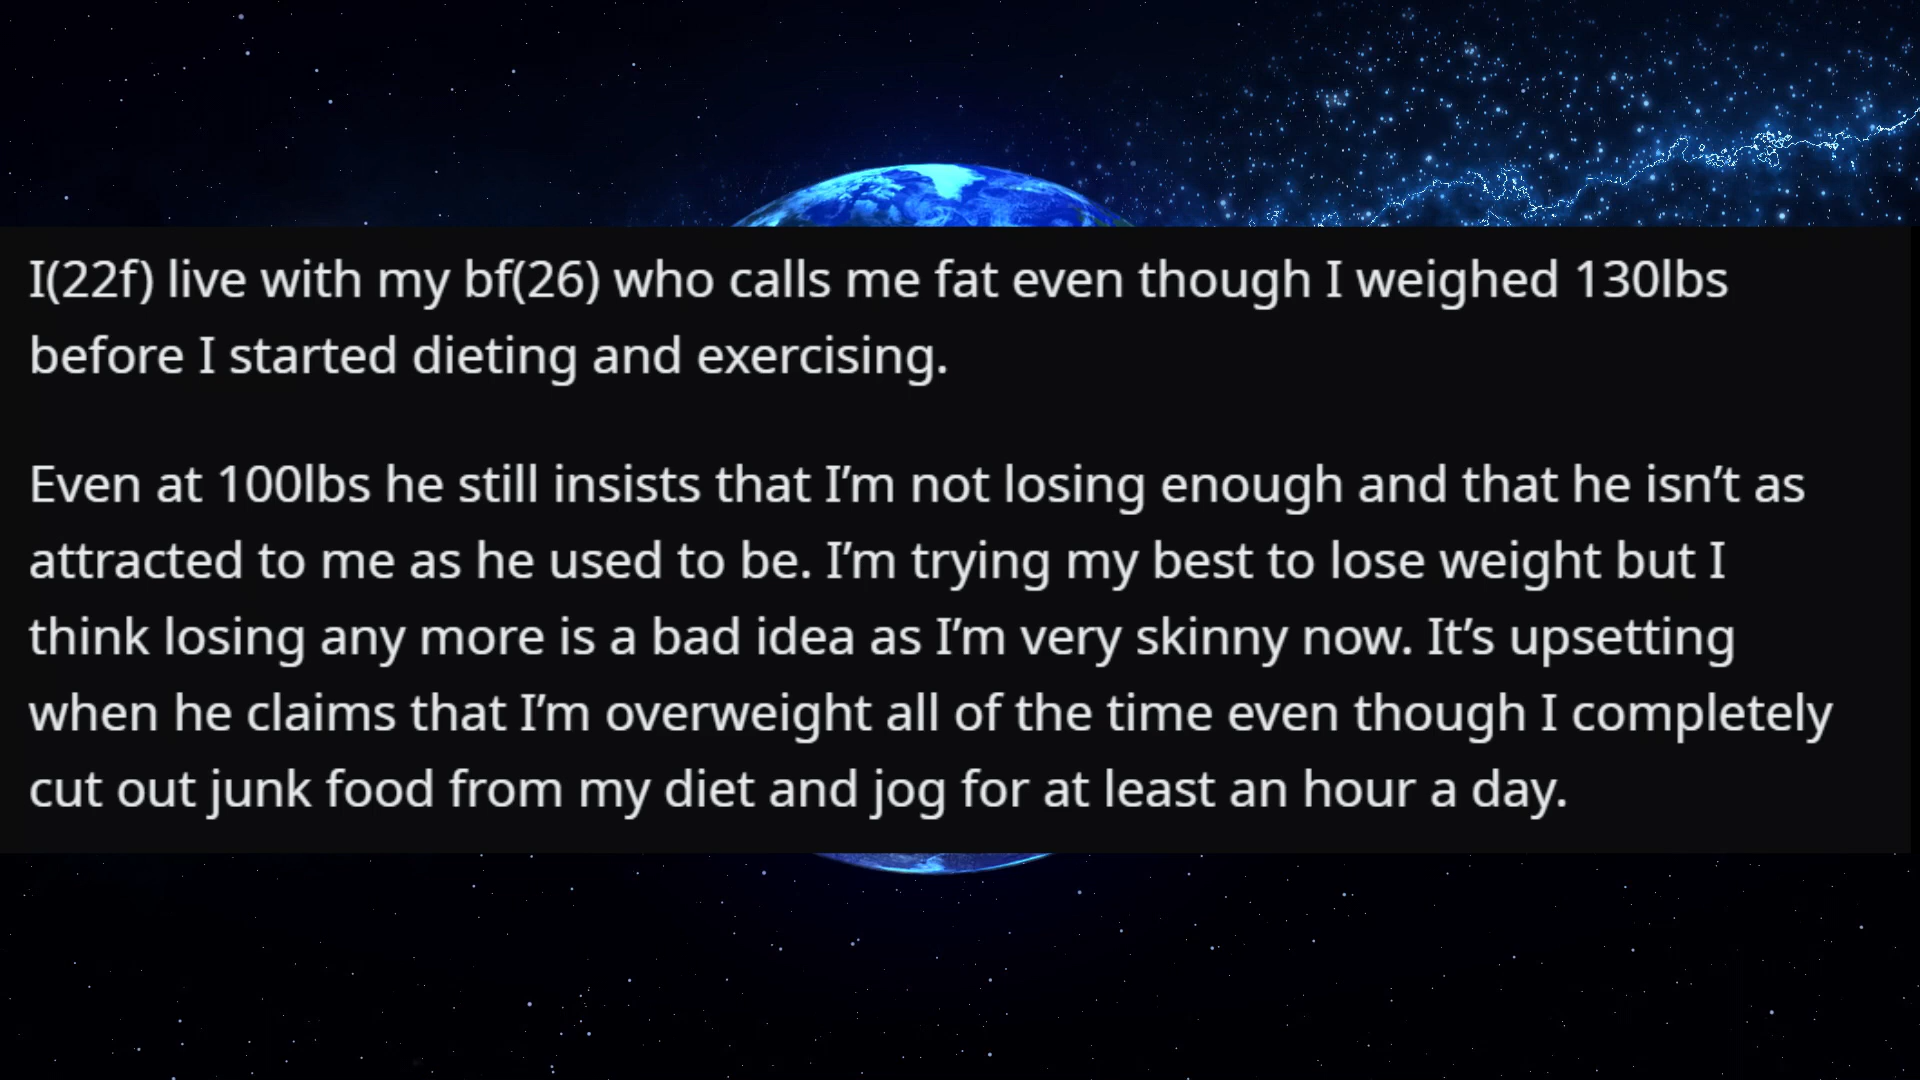 I(22f) live with my bf(26) who calls me fat even though I weighed 130lbs
before I started dieting and exercising.
Even at 100lbs he still insists that I’m not losing enough and that he isn’t as
attracted to me as he used to be. I’m trying my best to lose weight but I
think losing any more is a bad idea as I’m very skinny now. It’s upsetting
when he claims that I’m overweight all of the time even though I completely
cut out junk food from my diet and jog for at least an hour a day.